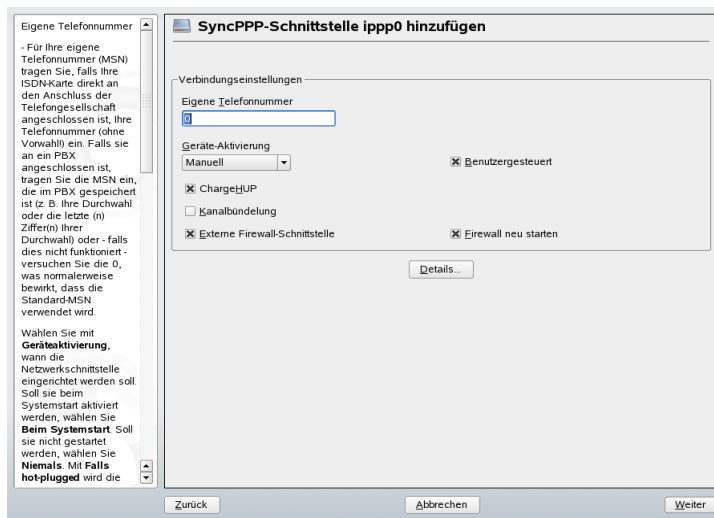 Eigene Telefonnummer
- Für Ihre eigene
Telefonnummer (MSN)
tragen Sie, falls Ihre
ISDN-Karte direkt an
den Anschluss der
Telefongesellschaft
angeschlossen ist, Ihre
Telefonnummer (ohne
Vorwahl!) ein. Falls sie
an ein PBX
angeschlossen ist,
tragen Sie die MSN ein,
die im PBX gespeichert
ist (z. B. Ihre Durchwahl
oder die letzte (n)
Ziffer(n) Ihrer
Durchwahl) oder - falls
dies nicht funktioniert -
versuchen Sie die 0,
was normalerweise
bewirkt, dass die
Standard-MSN
verwendet wird.
Wählen Sie mit
Geräteaktivierung,
wann die
Netzwerkschnittstelle
eingerichtet werden soll.
Soll sie beim
Systemstart aktiviert
werden, wählen Sie
Beim Systemstart. Soll
sie nicht gestartet
werden, wählen Sie
Niemals. Mit Falls
hot-plugged wird die
SyncPPP-Schnittstelle ippp0 hinzufügen
Verbindungseinstellungen
Eigene Telefonnummer
0
Geräte-Aktivierung
Manuell
Benutzergesteuert
ChargeHUP
Kanalbündelung
Externe Firewall-Schnittstelle
Firewall neu starten
Details...
Zurück
Abbrechen
Weiter